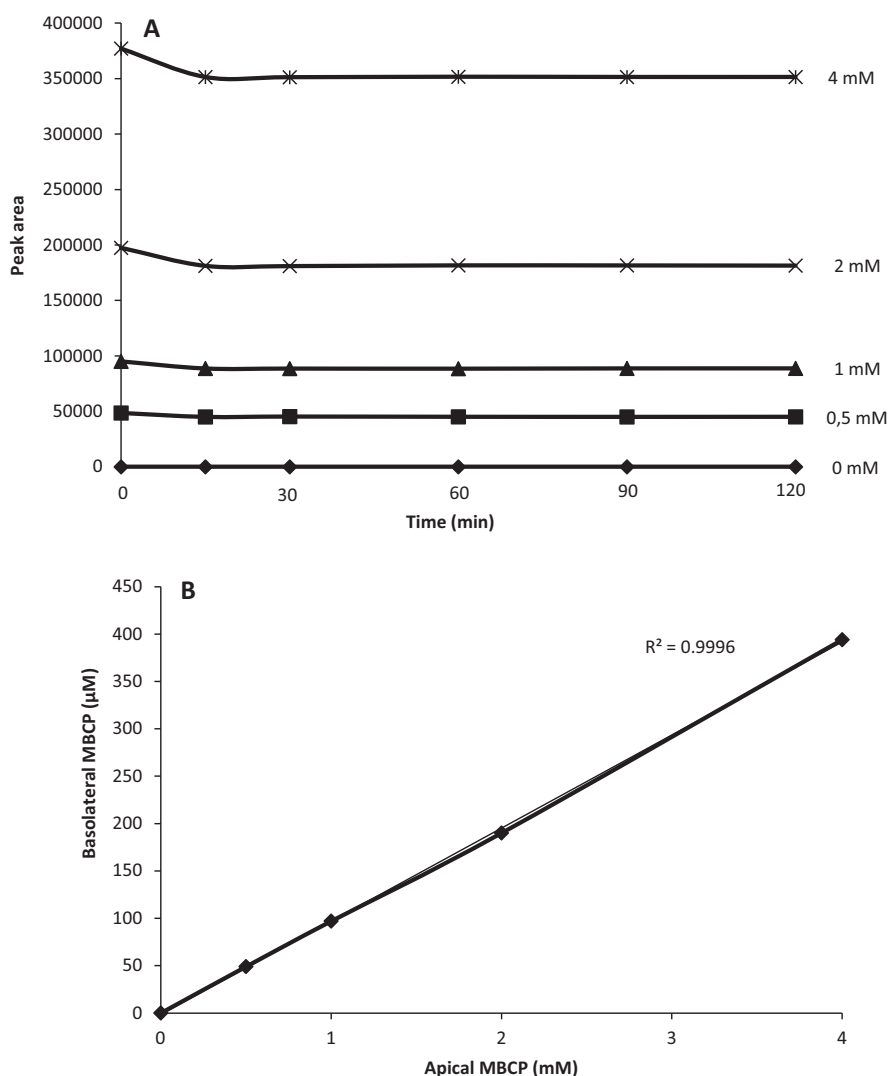 A
400000
350000
300000
250000
200000
150000
100000
50000
0
Peak area
4 mM
2 mM
1 mM
0,5 mM
0 mM
0 30 60 90 120
Time (min)
B
450
400
350
300
250
200
150
100
50
0
Basolateral MBCP (µM)
R² = 0.9996
0 1 2 3 4
Apical MBCP (mM)